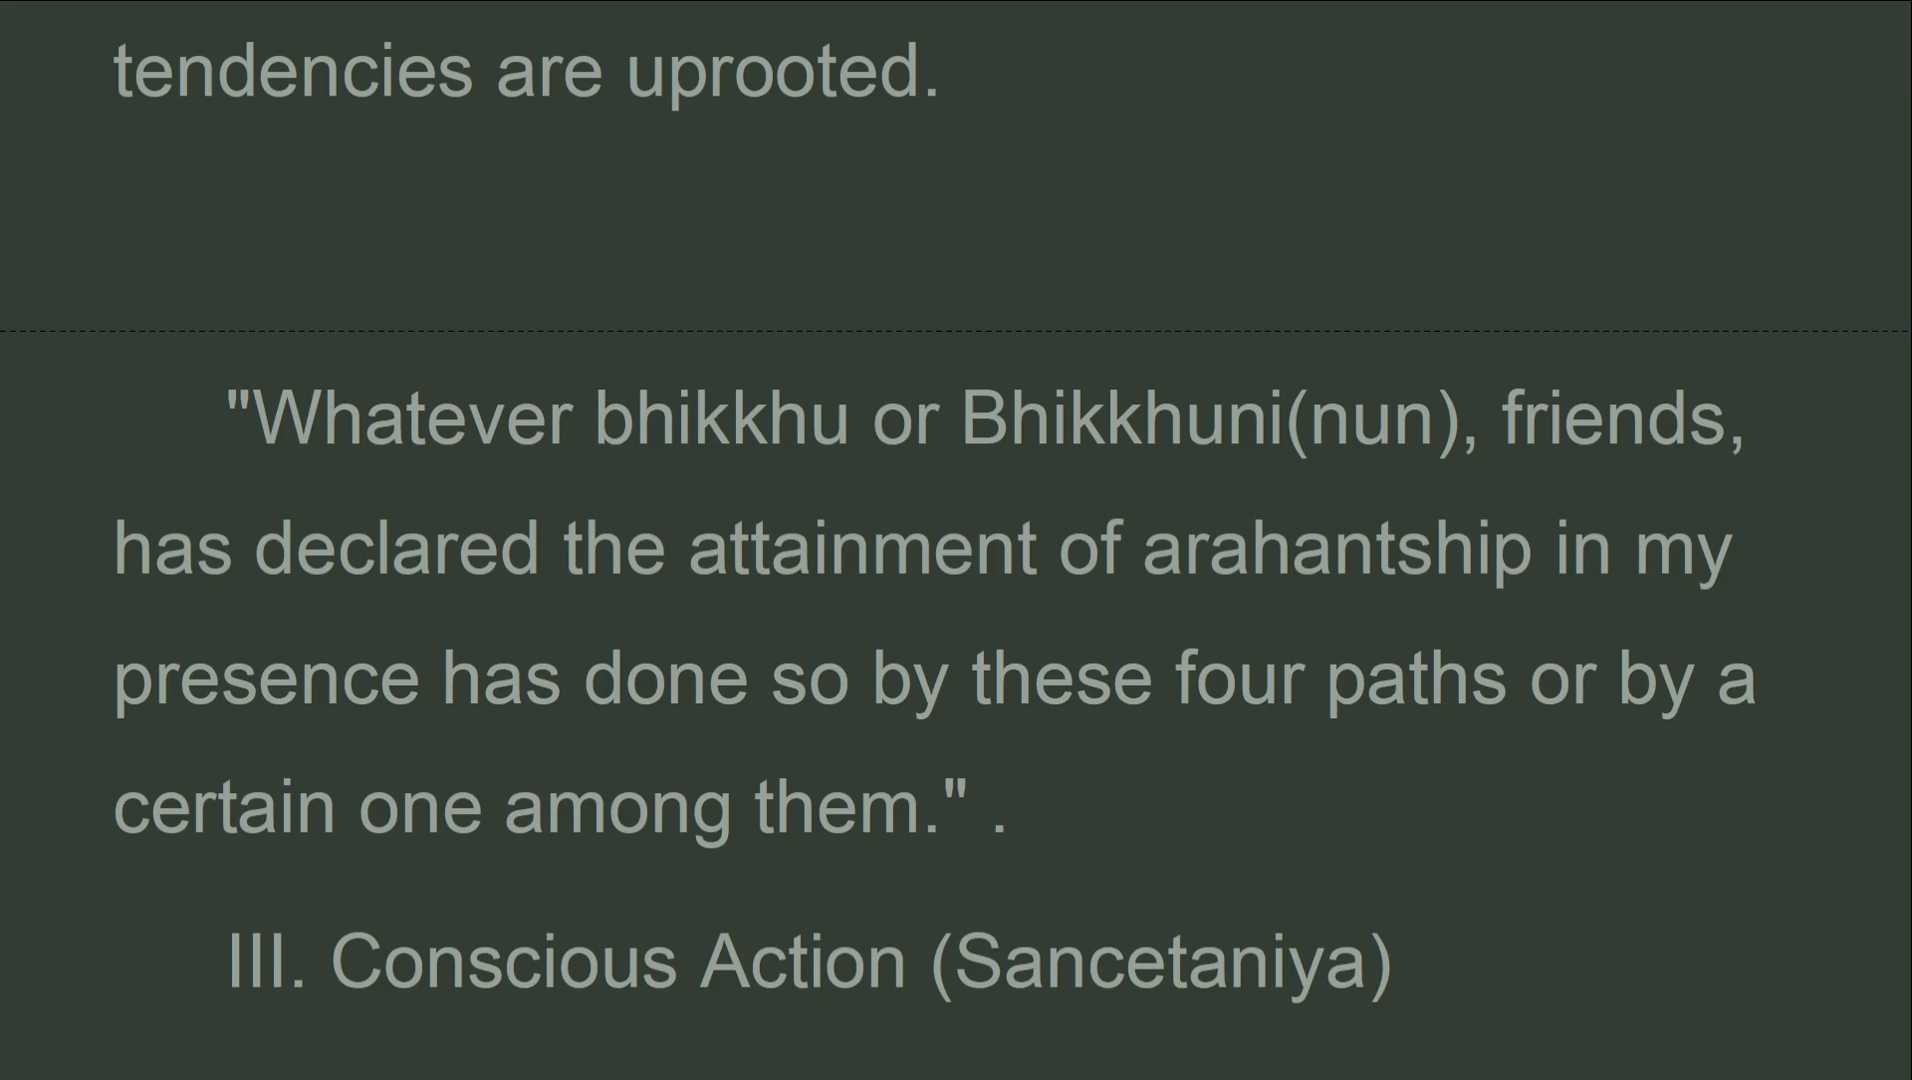 tendencies are uprooted.
"Whatever bhikkhu or Bhikkhuni(nun), friends,
has declared the attainment of arahantship in my
presence has done so by these four paths or by a
certain one among them." .
III. Conscious Action (Sancetaniya)